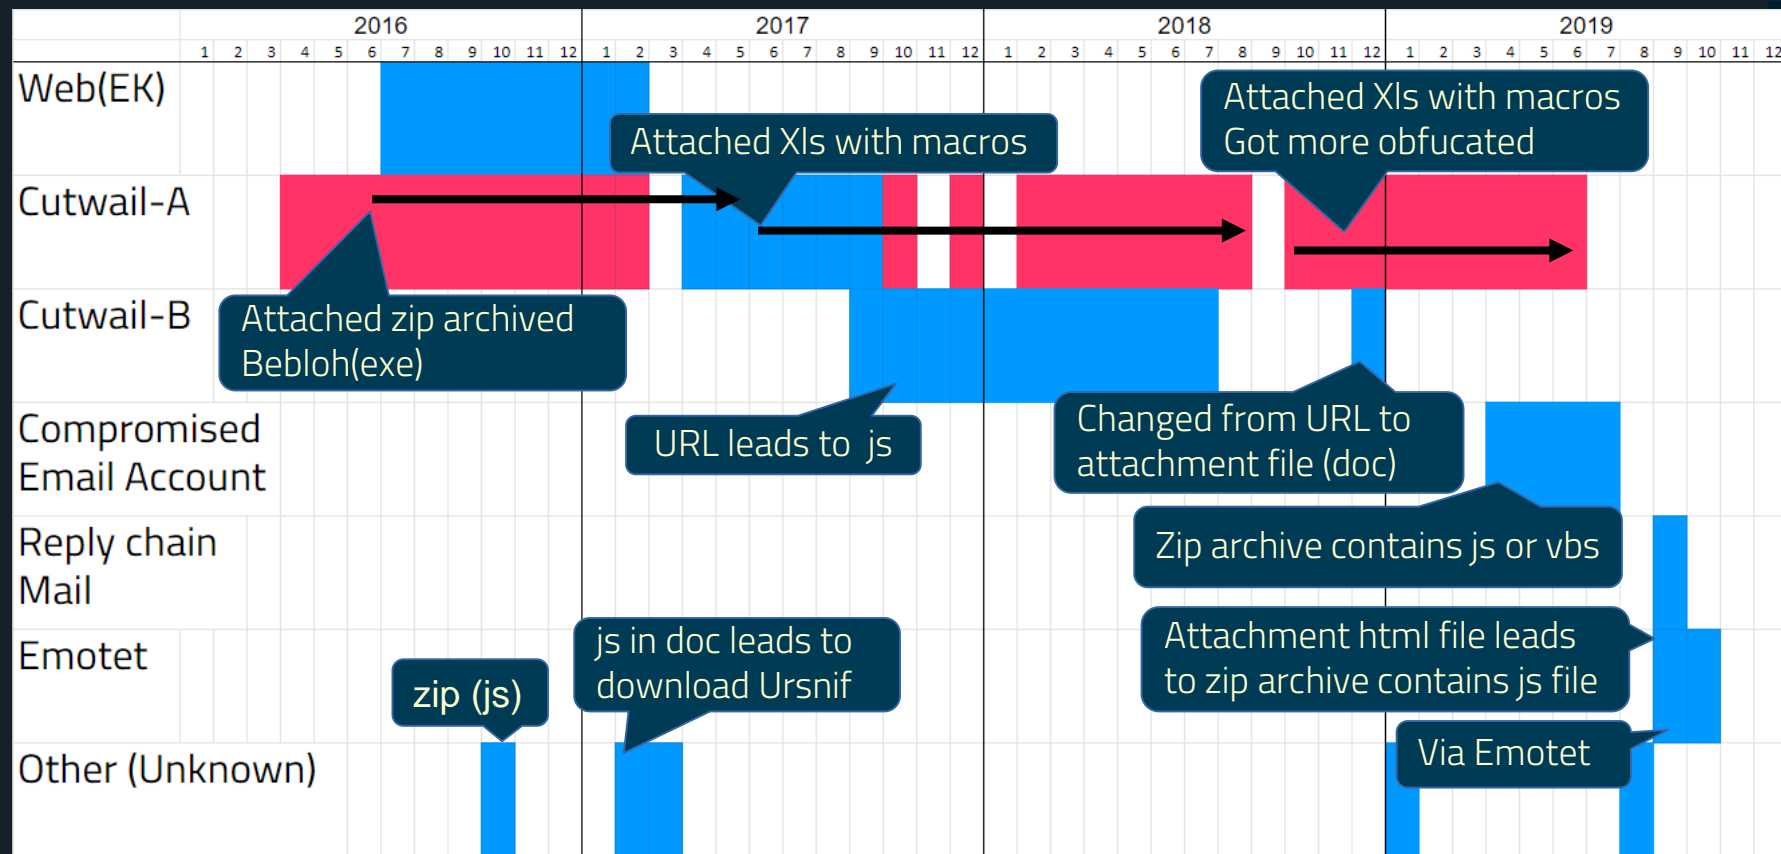 2016 2017 2018 2019
1 2 3 4 5 6 7 8 9 10 11 12 1 2 3 4 5 6 7 8 9 10 11 12 1 2 3 4 5 6 7 8 9 10 11 12 1 2 3 4 5 6 7 8 9 10 11 12
Web(EK)
Attached Xls with macros
Attached Xls with macros
Got more obfucated
Cutwail-A
Attached zip archived
Bebloh(exe)
Cutwail-B
URL leads to js
Changed from URL to
attachment file (doc)
Compromised
Email Account
Zip archive contains js or vbs
Reply chain
Mail
Attachment html file leads
to zip archive contains js file
Emotet
zip (js)
js in doc leads to
download Ursnif
Via Emotet
Other (Unknown)